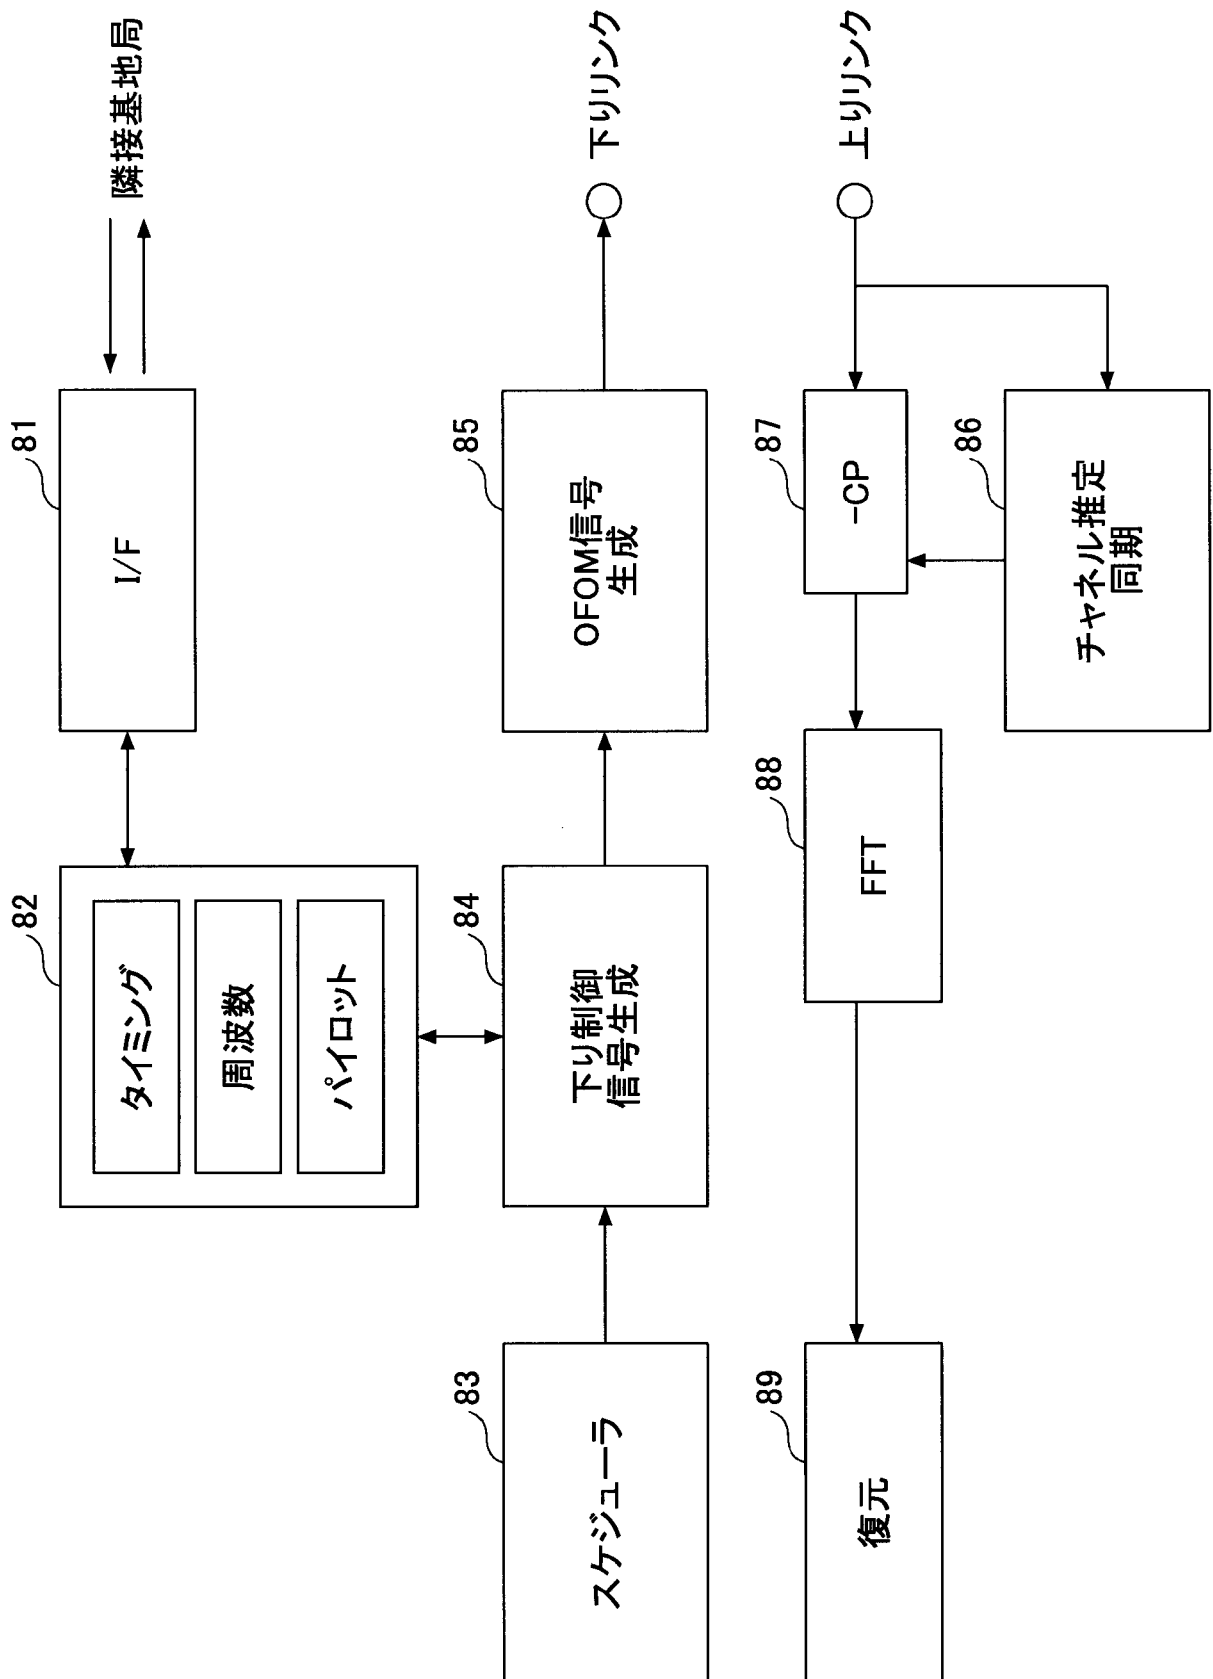 隣接基地局
81
I/F
82
タイミング
周波数
パイロット
83
スケジューラ
84
下り制御
信号生成
85
OFOM信号
生成
下りリンク
上りリンク
87
-CP
86
チャネル推定
同期
88
FFT
89
復元